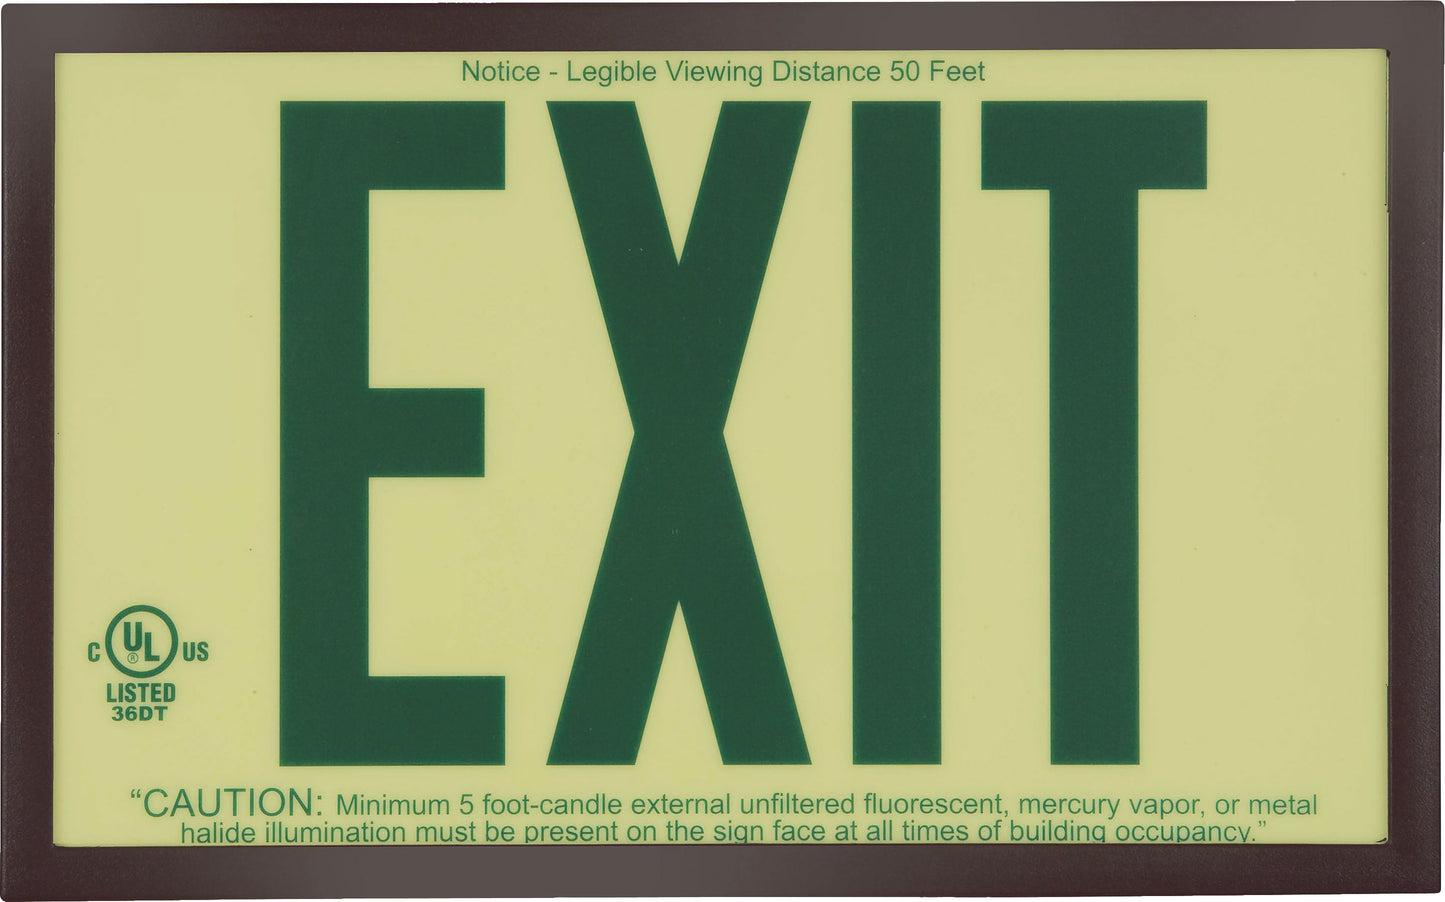 Notice - Legible Viewing Distance 50 Feet
EXIT
C UL® US
LISTED
36DT
“CAUTION: Minimum 5 foot-candle external unfiltered fluorescent, mercury vapor, or metal
halide illumination must be present on the sign face at all times of building occupancy.”